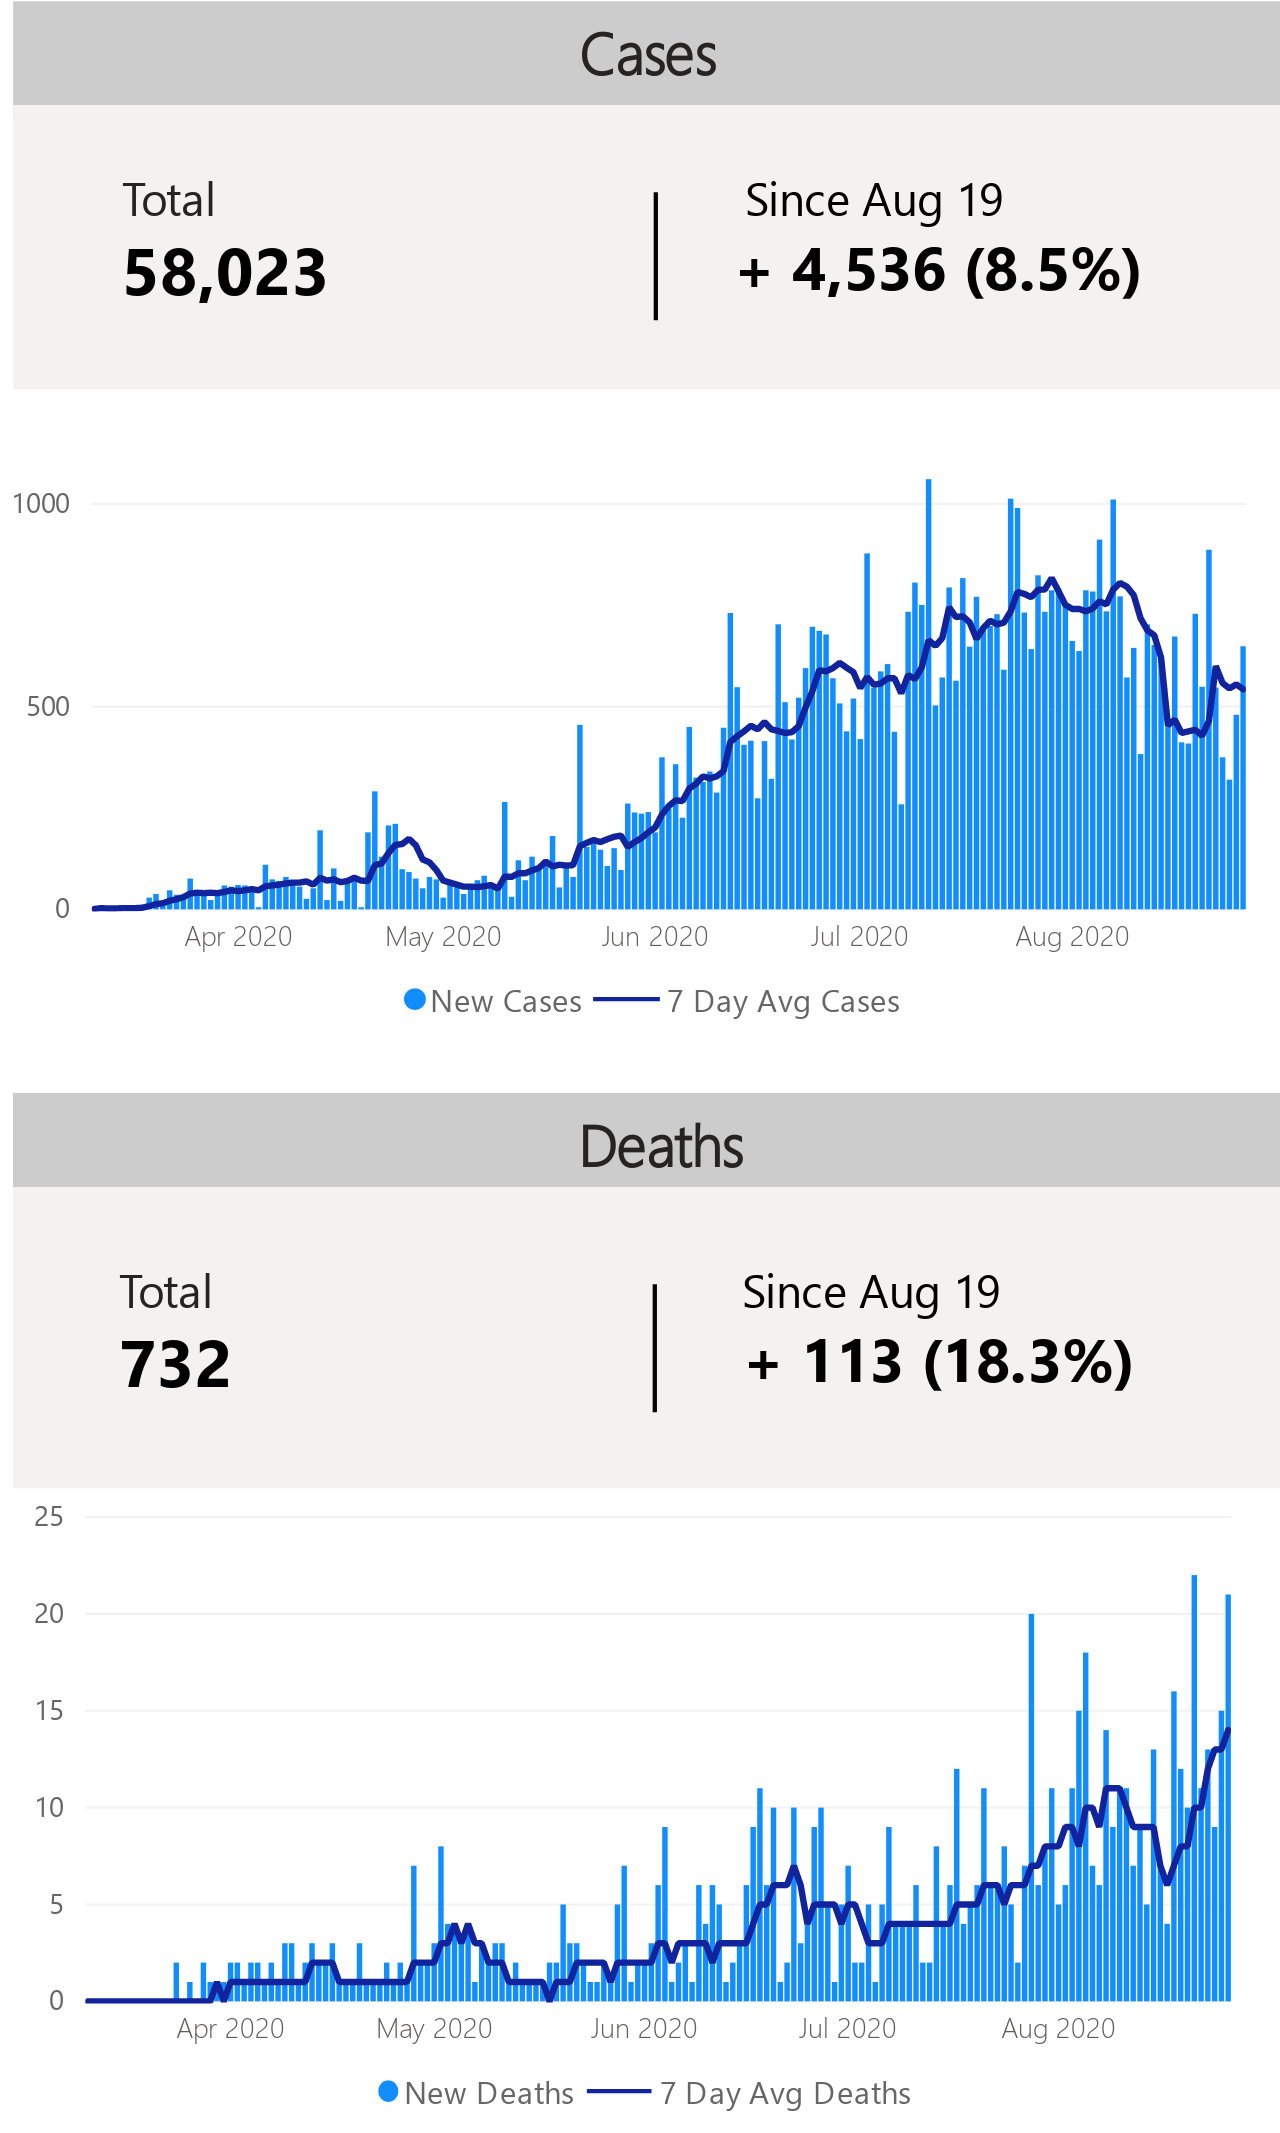 Cases
Total
Since Aug 19
58,023
+ 4,536 (8.5%)
1000
500
0
Apr 2020 May 2020 Jun 2020 Jul 2020 Aug 2020
New Cases 7 Day Avg Cases
Deaths
Total
Since Aug 19
732
+ 113 (18.3%)
25
20
15
10
5
0
Apr 2020 May 2020 Jun 2020 Jul 2020 Aug 2020
New Deaths 7 Day Avg Deaths